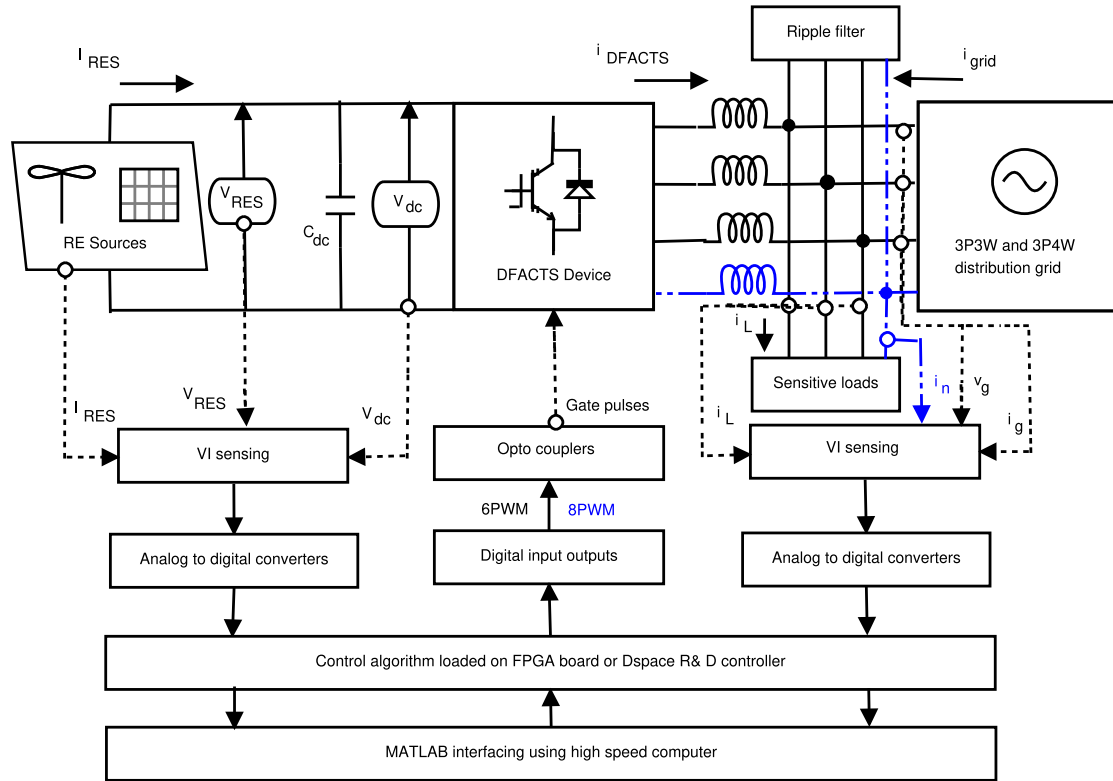 Ripple filter
I RES
i DFACTS
i grid
V RES
V dc
C dc
RE Sources
DFACTS Device
3P3W and 3P4W
distribution grid
i L
Sensitive loads
i n
v g
I RES
V RES
V dc
Gate pulses
i L
i g
VI sensing
Opto couplers
VI sensing
6PWM
8PWM
Analog to digital converters
Digital input outputs
Analog to digital converters
Control algorithm loaded on FPGA board or Dspace R& D controller
MATLAB interfacing using high speed computer